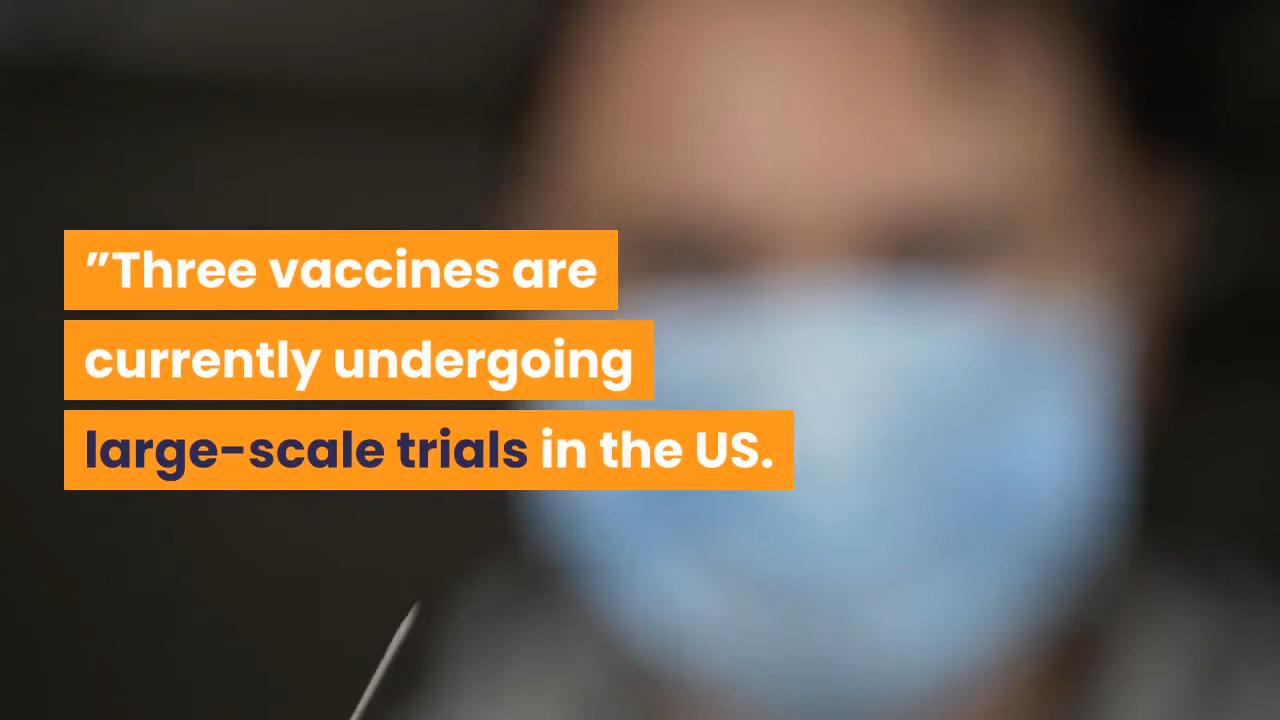 ”Three vaccines are
currently undergoing
large-scale trials in the US.